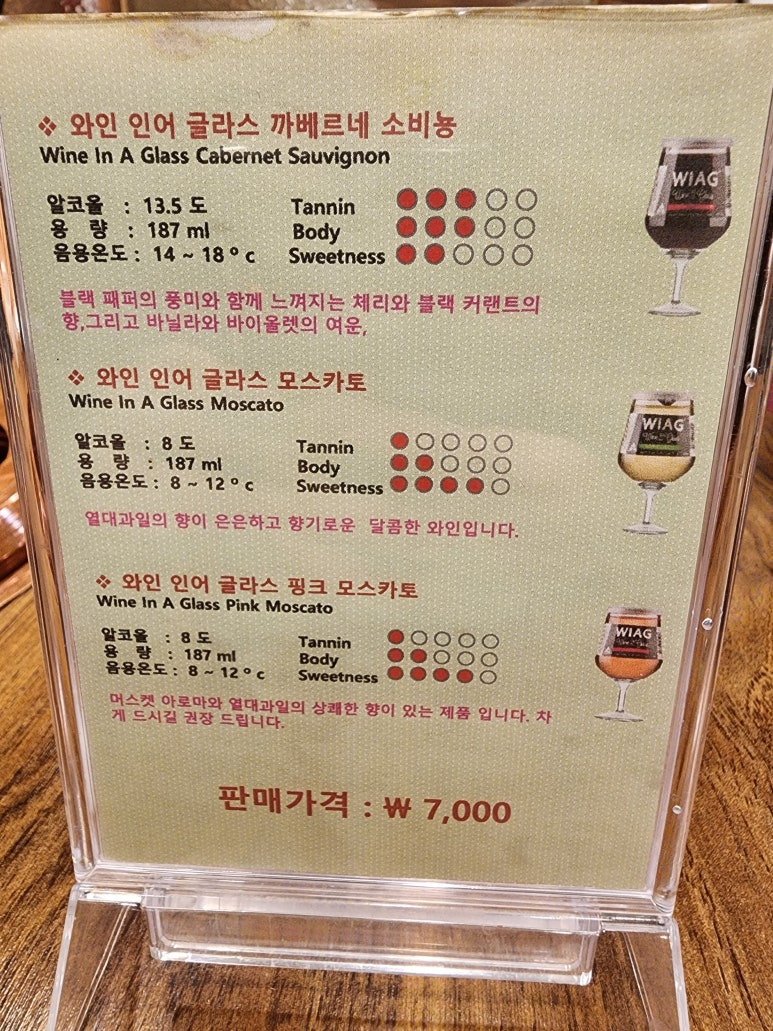 ❖ 와인 인어 글라스 까베르네 소비뇽
Wine In A Glass Cabernet Sauvignon
알코올 : 13.5 도 Tannin
용 량 : 187 ml Body
음용온도 : 14 ~ 18 º c Sweetness
블랙 패퍼의 풍미와 함께 느껴지는 체리와 블랙 커랜트의
향,그리고 바닐라와 바이올렛의 여운,
WIAG
❖ 와인 인어 글라스 모스카토
Wine In A Glass Moscato
알코올 : 8 도 Tannin
용 량 : 187 ml Body
음용온도 : 8 ~ 12 º c Sweetness
열대과일의 향이 은은하고 향기로운 달콤한 와인입니다.
WIAG
❖ 와인 인어 글라스 핑크 모스카토
Wine In A Glass Pink Moscato
알코올 : 8 도 Tannin
용 량 : 187 ml Body
음용온도 : 8 ~ 12 º c Sweetness
머스켓 아로마와 열대과일의 상쾌한 향이 있는 제품 입니다. 차
게 드시길 권장 드립니다.
WIAG
판매가격 : ₩ 7,000